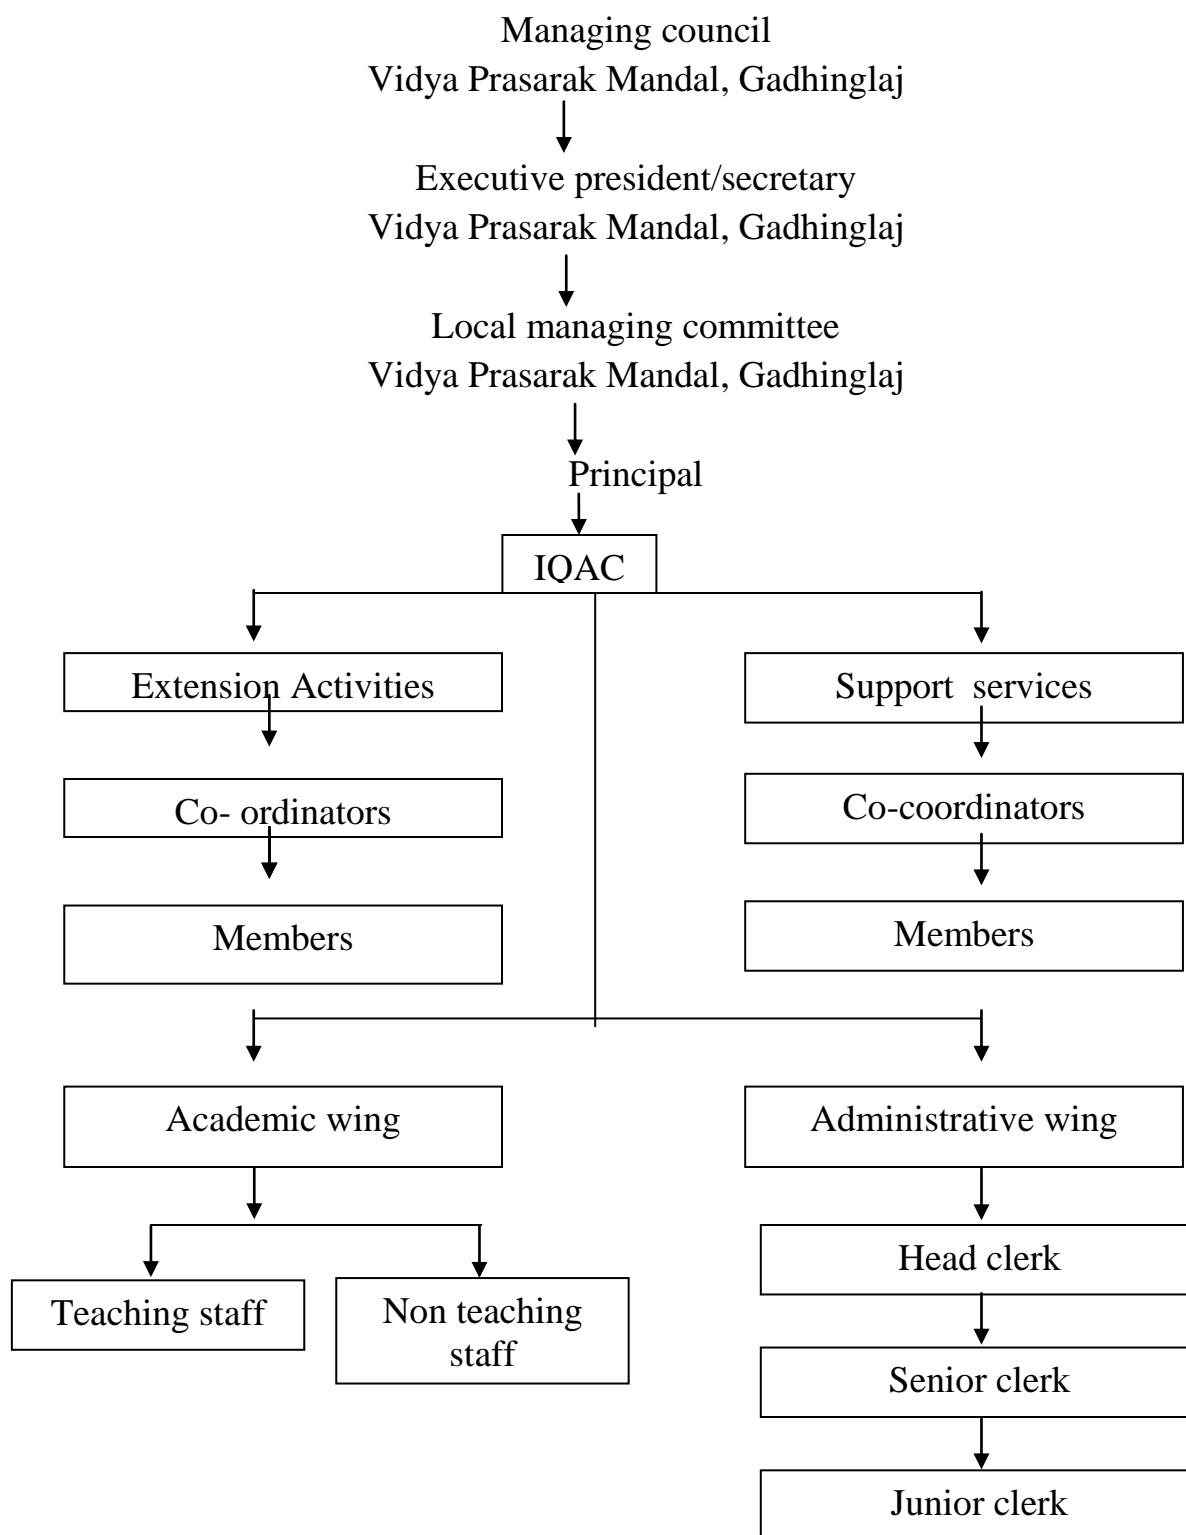 Managing council
Vidya Prasarak Mandal, Gadhinglaj
Executive president/secretary
Vidya Prasarak Mandal, Gadhinglaj
Local managing committee
Vidya Prasarak Mandal, Gadhinglaj
Principal
IQAC
Extension Activities
Support services
Co- ordinators
Co-coordinators
Members
Members
Academic wing
Administrative wing
Head clerk
Teaching staff
Non teaching
staff
Senior clerk
Junior clerk